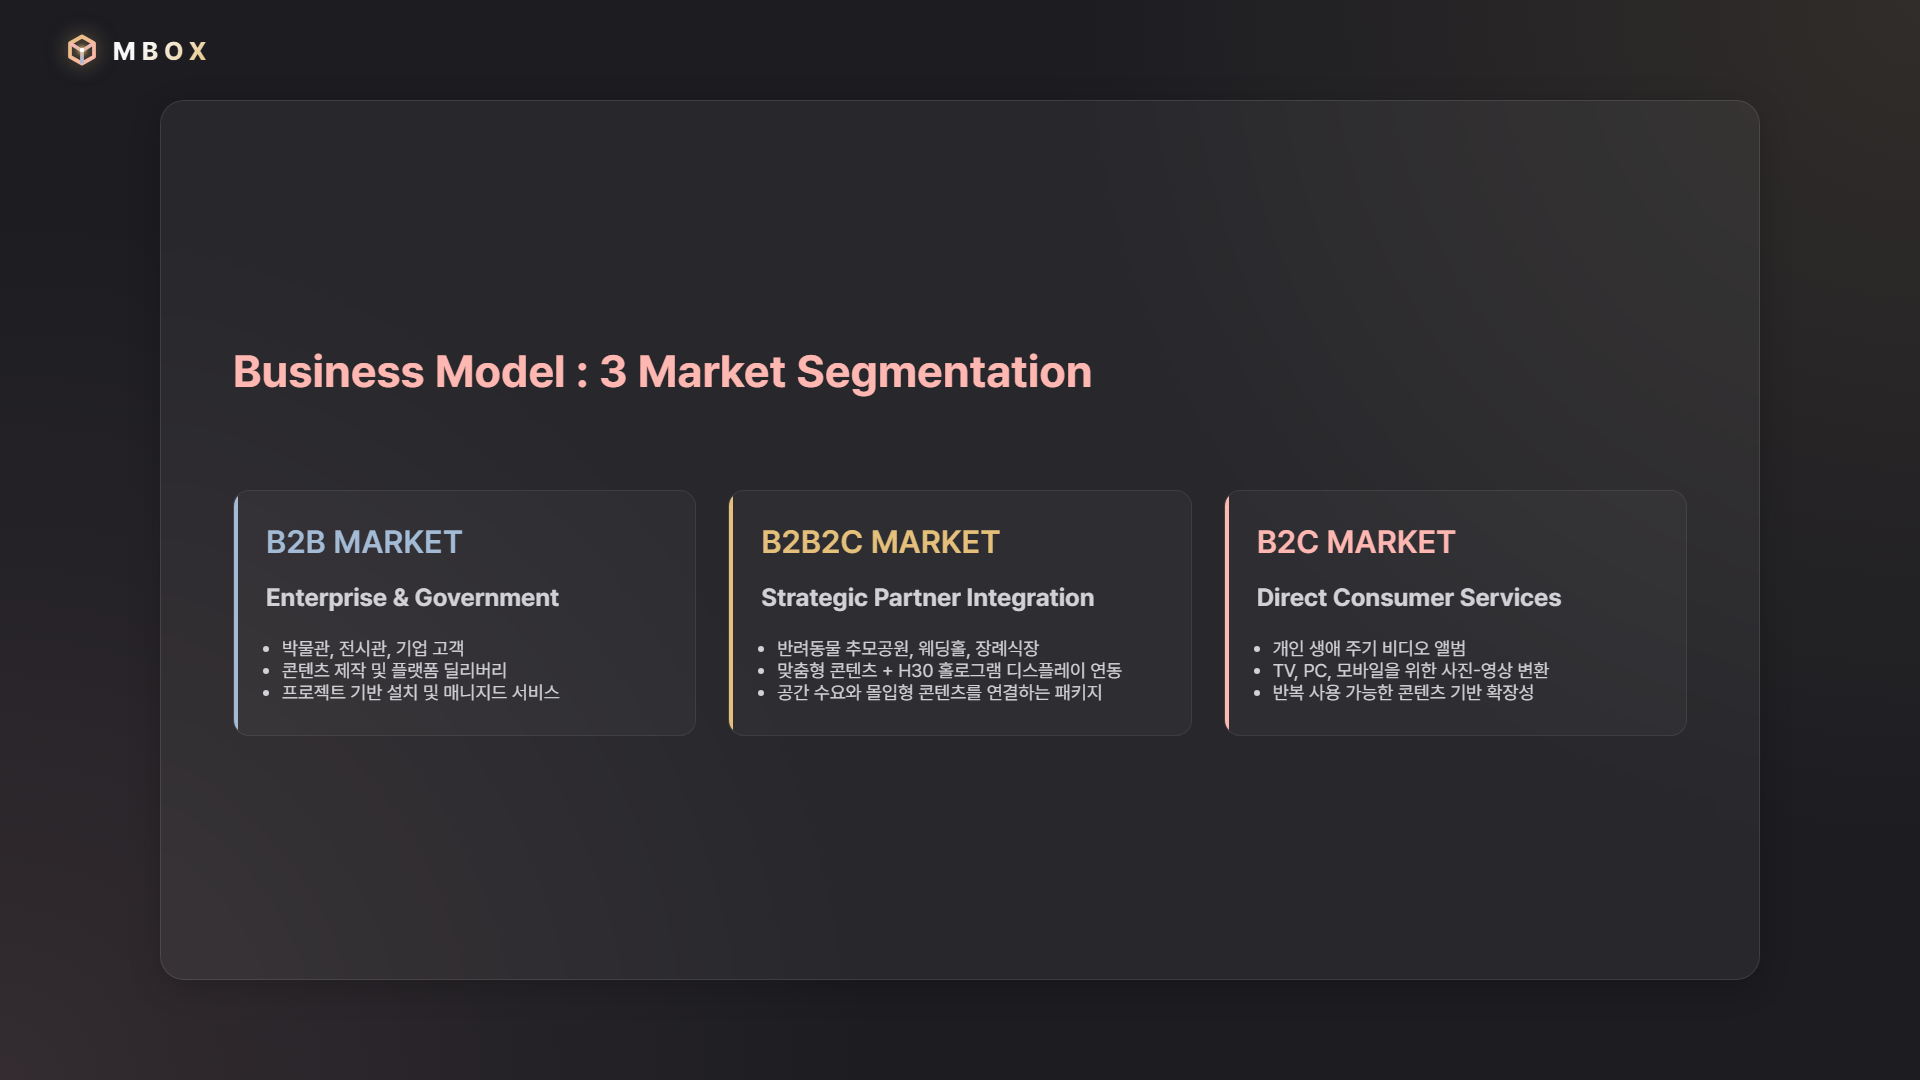 MBOX
Business Model : 3 Market Segmentation
B2B MARKET
Enterprise & Government
• 박물관, 전시관, 기업 고객
• 콘텐츠 제작 및 플랫폼 딜리버리
• 프로젝트 기반 설치 및 매니지드 서비스
B2B2C MARKET
Strategic Partner Integration
• 반려동물 추모공원, 웨딩홀, 장례식장
• 맞춤형 콘텐츠 + H30 홀로그램 디스플레이 연동
• 공간 수요와 몰입형 콘텐츠를 연결하는 패키지
B2C MARKET
Direct Consumer Services
• 개인 생애 주기 비디오 앨범
• TV, PC, 모바일을 위한 사진-영상 변환
• 반복 사용 가능한 콘텐츠 기반 확장성